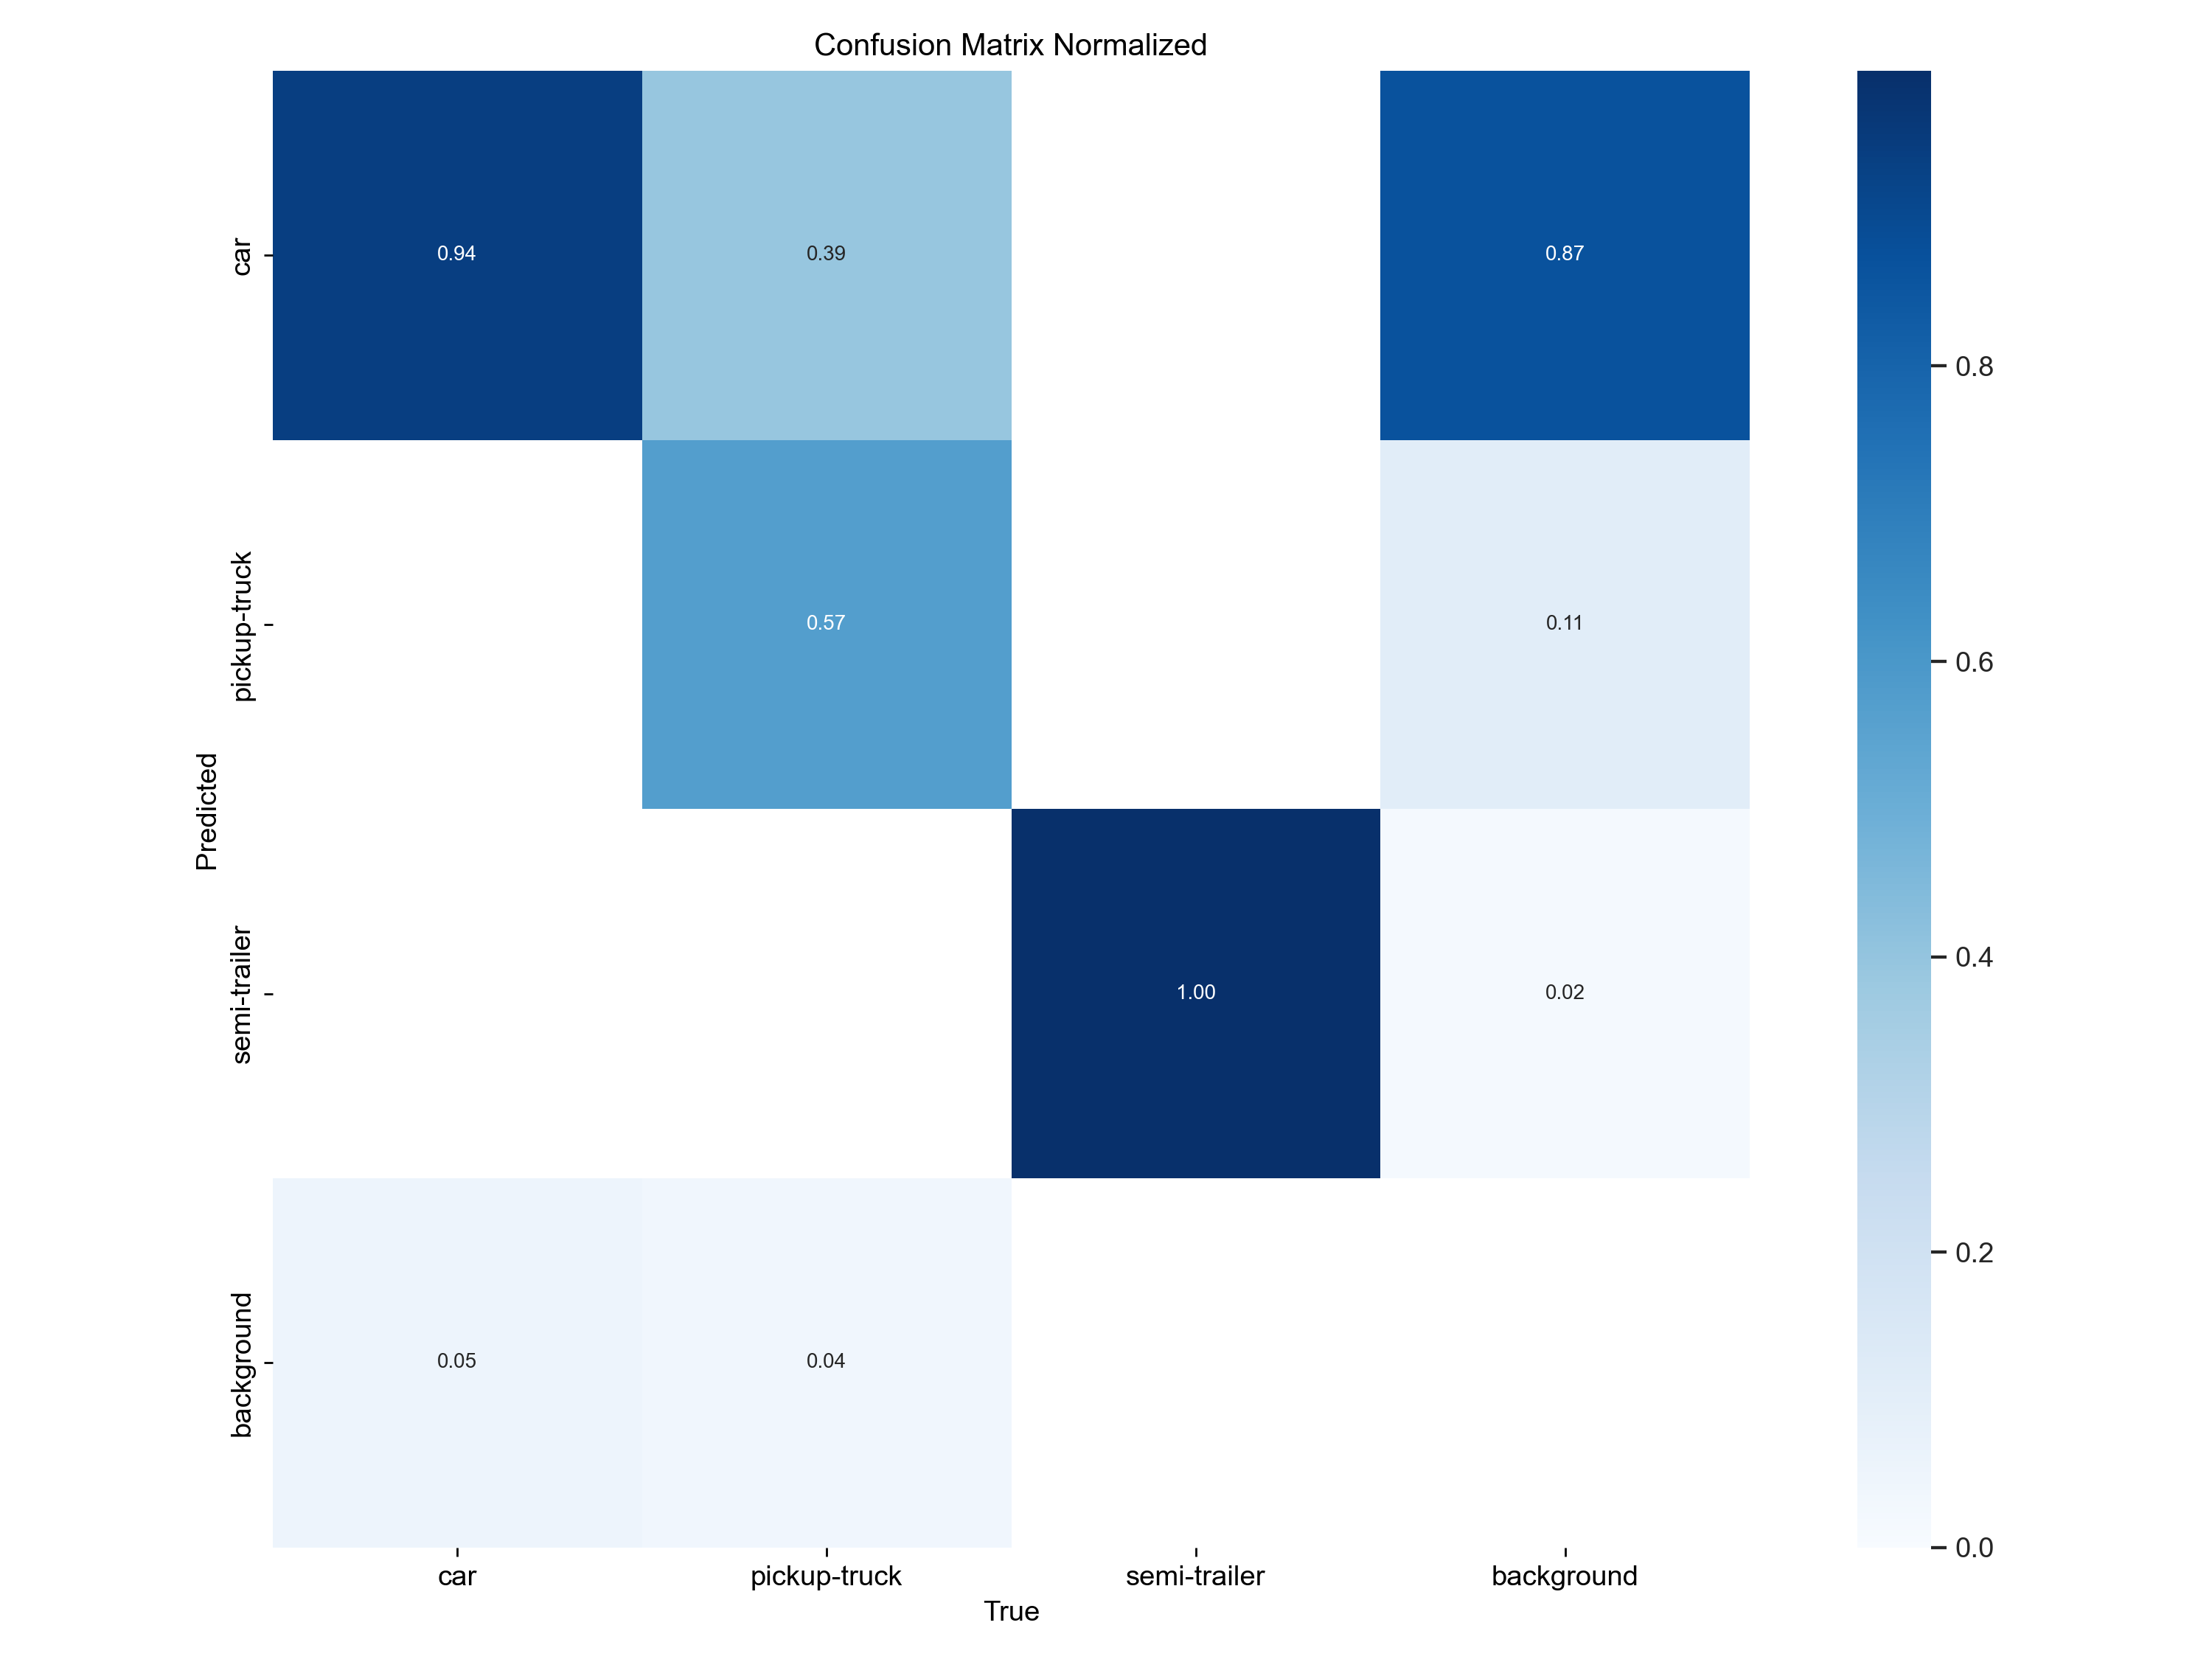 Confusion Matrix Normalized
car
0.94
0.39
0.87
pickup-truck
0.57
0.11
semi-trailer
1.00
0.02
background
0.05
0.04
Predicted
car
pickup-truck
semi-trailer
background
True
0.8
0.6
0.4
0.2
0.0